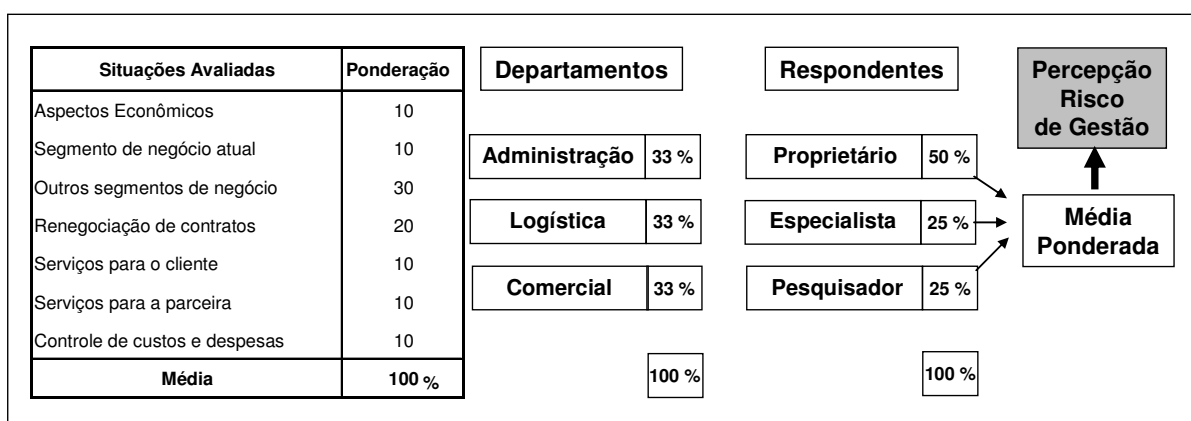 Situações Avaliadas Ponderação
Aspectos Econômicos 10
Segmento de negócio atual 10
Outros segmentos de negócio 30
Renegociação de contratos 20
Serviços para o cliente 10
Serviços para a parceira 10
Controle de custos e despesas 10
Média 100 %
Departamentos
Administração 33 %
Logística 33 %
Comercial 33 %
100 %
Respondentes
Proprietário 50 %
Especialista 25 %
Pesquisador 25 %
100 %
Percepção
Risco
de Gestão
Média
Ponderada